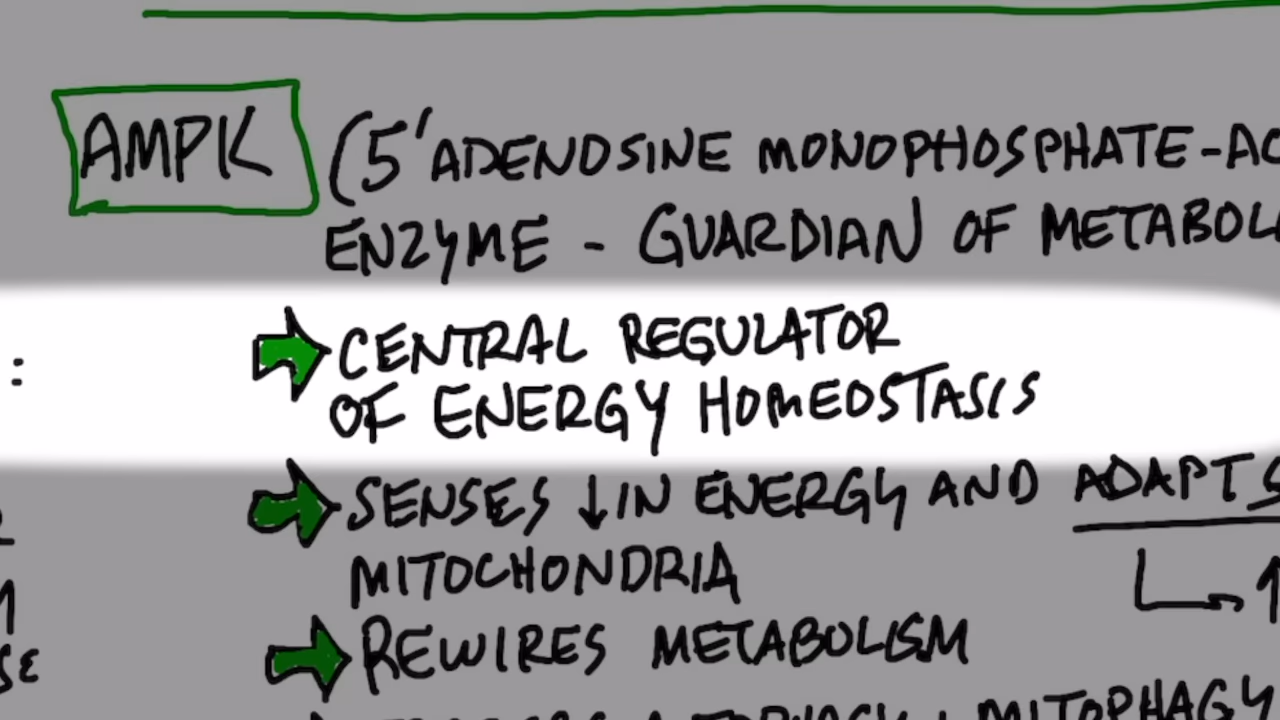 AMPK (5' ADENOSINE MONOPHOSPHATE-AC
ENZYME - GUARDIAN OF METABOL
: CENTRAL REGULATOR
OF ENERGY HOMEOSTASIS
SENSES ↓ IN ENERGY AND ADAPTS
MITOCHONDRIA
↑
REWIRES METABOLISM
SE
MITOPHAGY